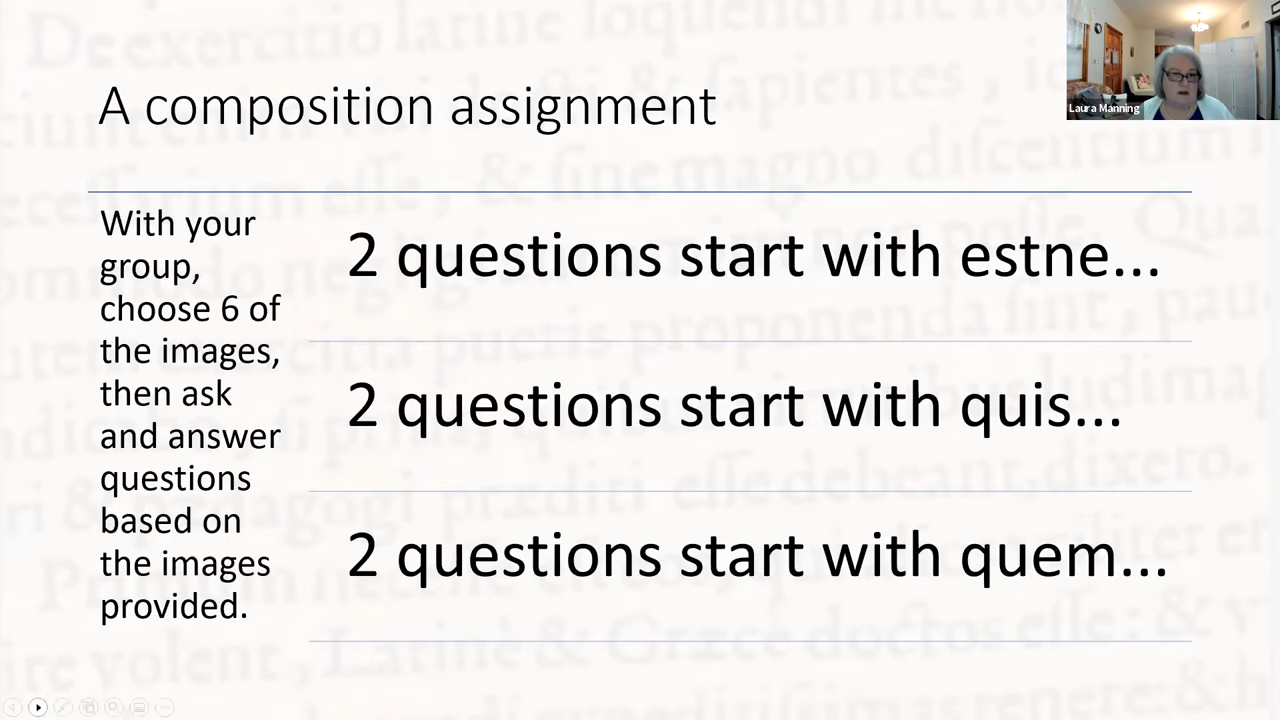 A composition assignment
Laura Manning
With your
group,
choose 6 of
the images,
then ask
and answer
questions
based on
the images
provided.
2 questions start with estne...
2 questions start with quis...
2 questions start with quem...